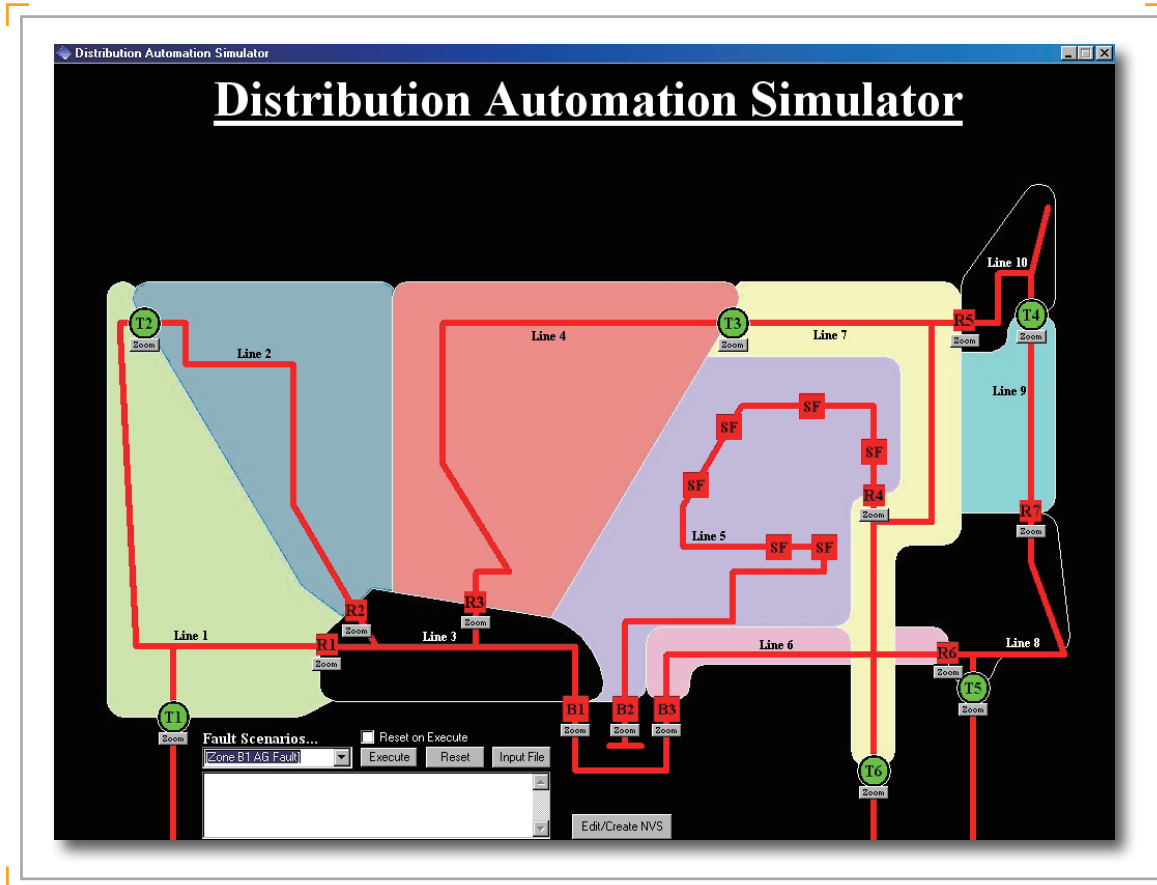 Distribution Automation Simulator
Distribution Automation Simulator
Line 10
T2
Zoom
Line 2
Line 4
T3
Zoom
Line 7
R5
Zoom
T4
Zoom
Line 9
SF
SF
SF
SF
R4
Zoom
R7
Zoom
Line 5
SF
SF
R2
Zoom
R3
Zoom
Line 1
R1
Zoom
Line 3
Line 6
R6
Zoom
Line 8
T5
Zoom
T1
Zoom
B1
Zoom
B2
Zoom
B3
Zoom
Fault Scenarios...
Reset on Execute
[Zone B1 AG Fault]
Execute
Reset
Input File
T6
Zoom
Edit/Create NVS